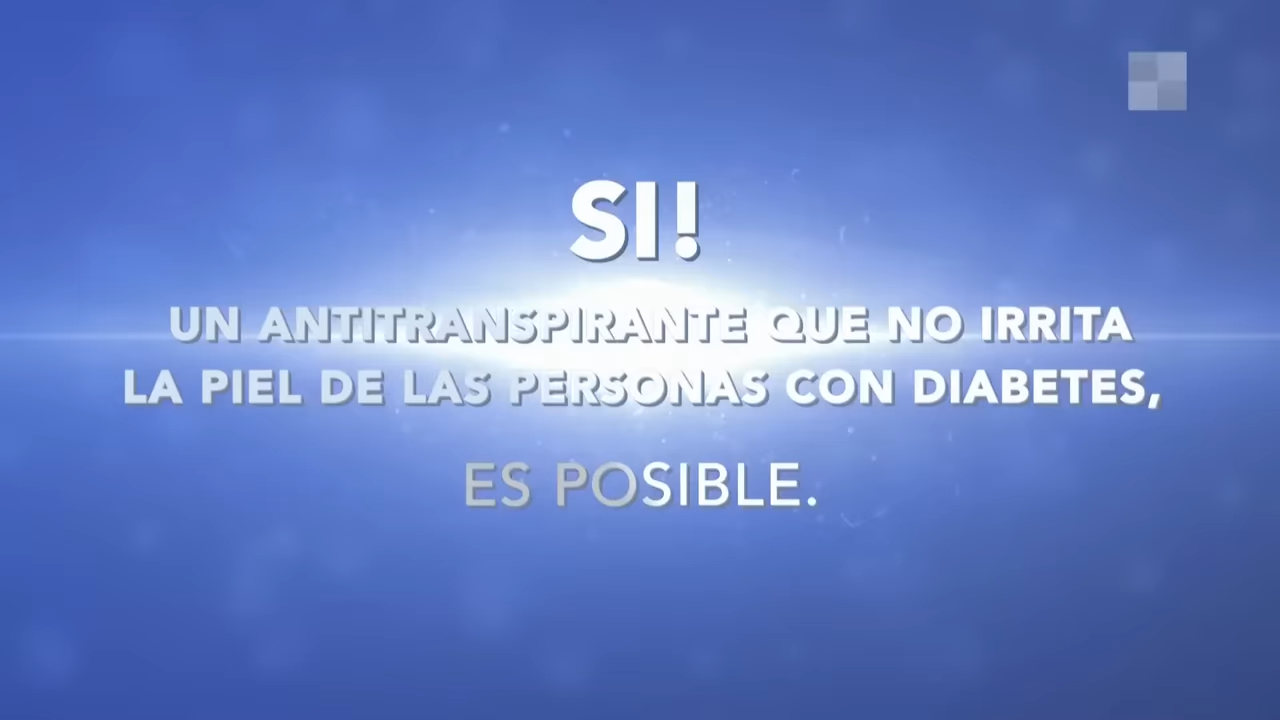 SI!
UN ANTITRANSPIRANTE QUE NO IRRITA
LA PIEL DE LAS PERSONAS CON DIABETES,
ES POSIBLE.